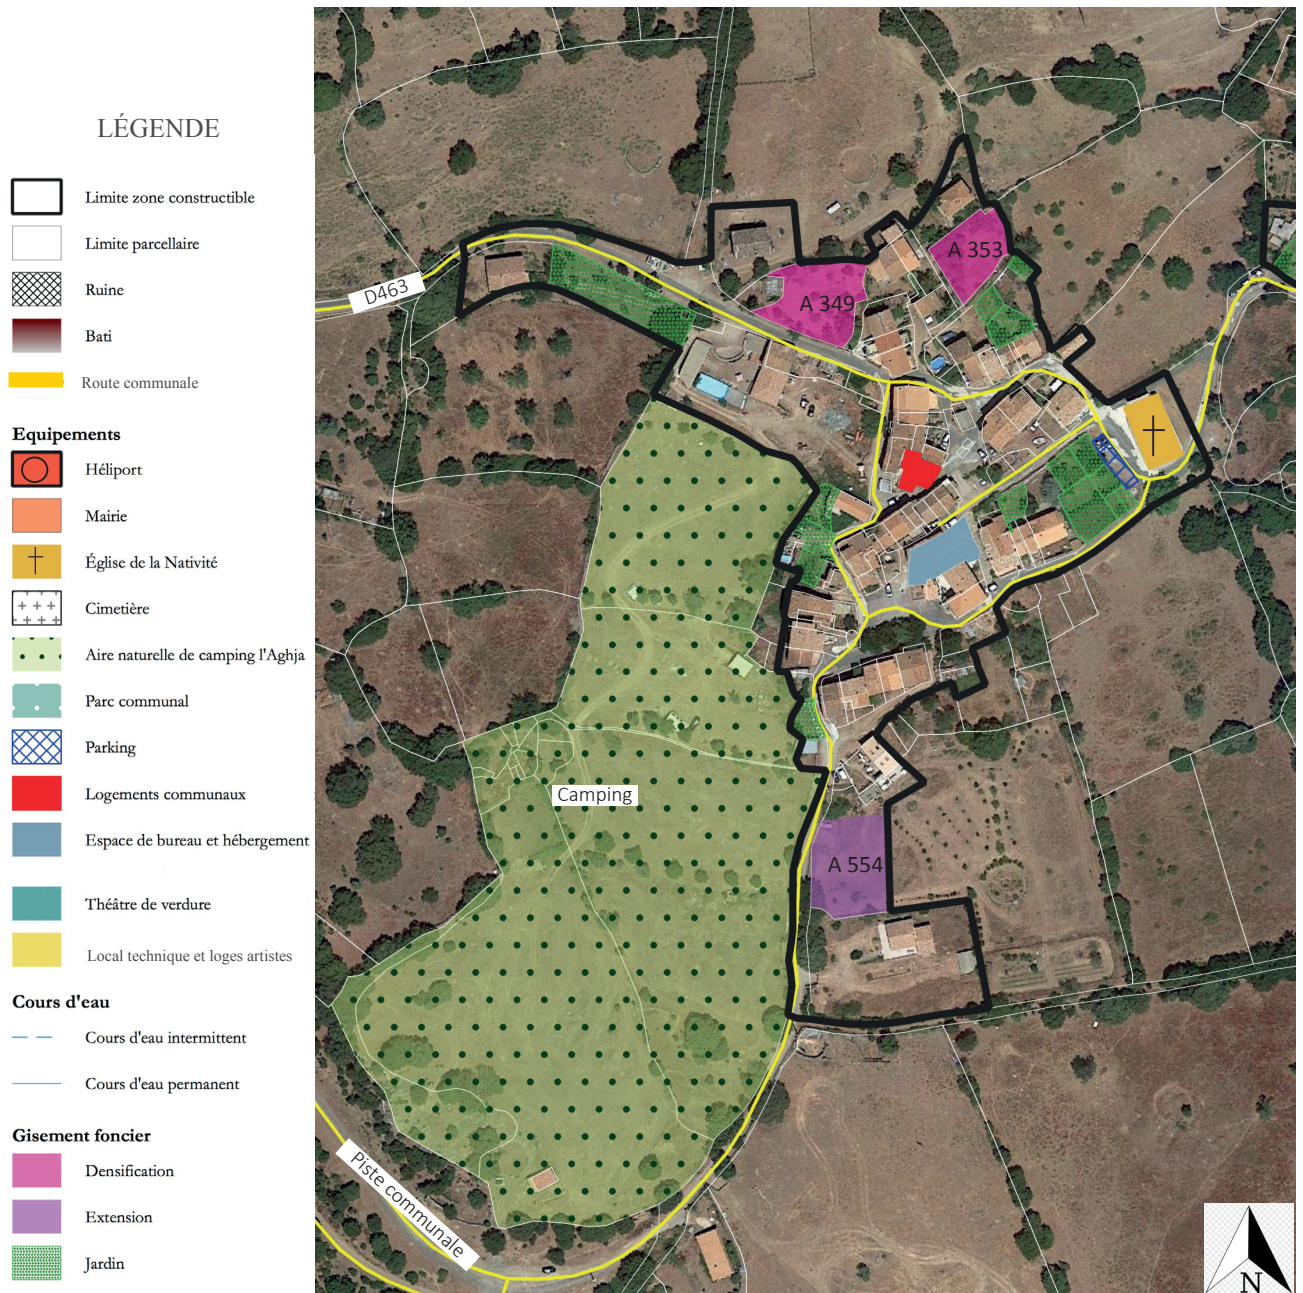 LÉGENDE
Limite zone constructible
Limite parcellaire
Ruine
Bati
Route communale
Equipements
Héliport
Mairie
Église de la Nativité
Cimetière
Aire naturelle de camping l'Aghja
Parc communal
Parking
Logements communaux
Espace de bureau et hébergement
Théâtre de verdure
Local technique et loges artistes
Cours d'eau
Cours d'eau intermittent
Cours d'eau permanent
Gisement foncier
Densification
Extension
Jardin
D463
A 353
A 349
Camping
A 554
Piste communale
N